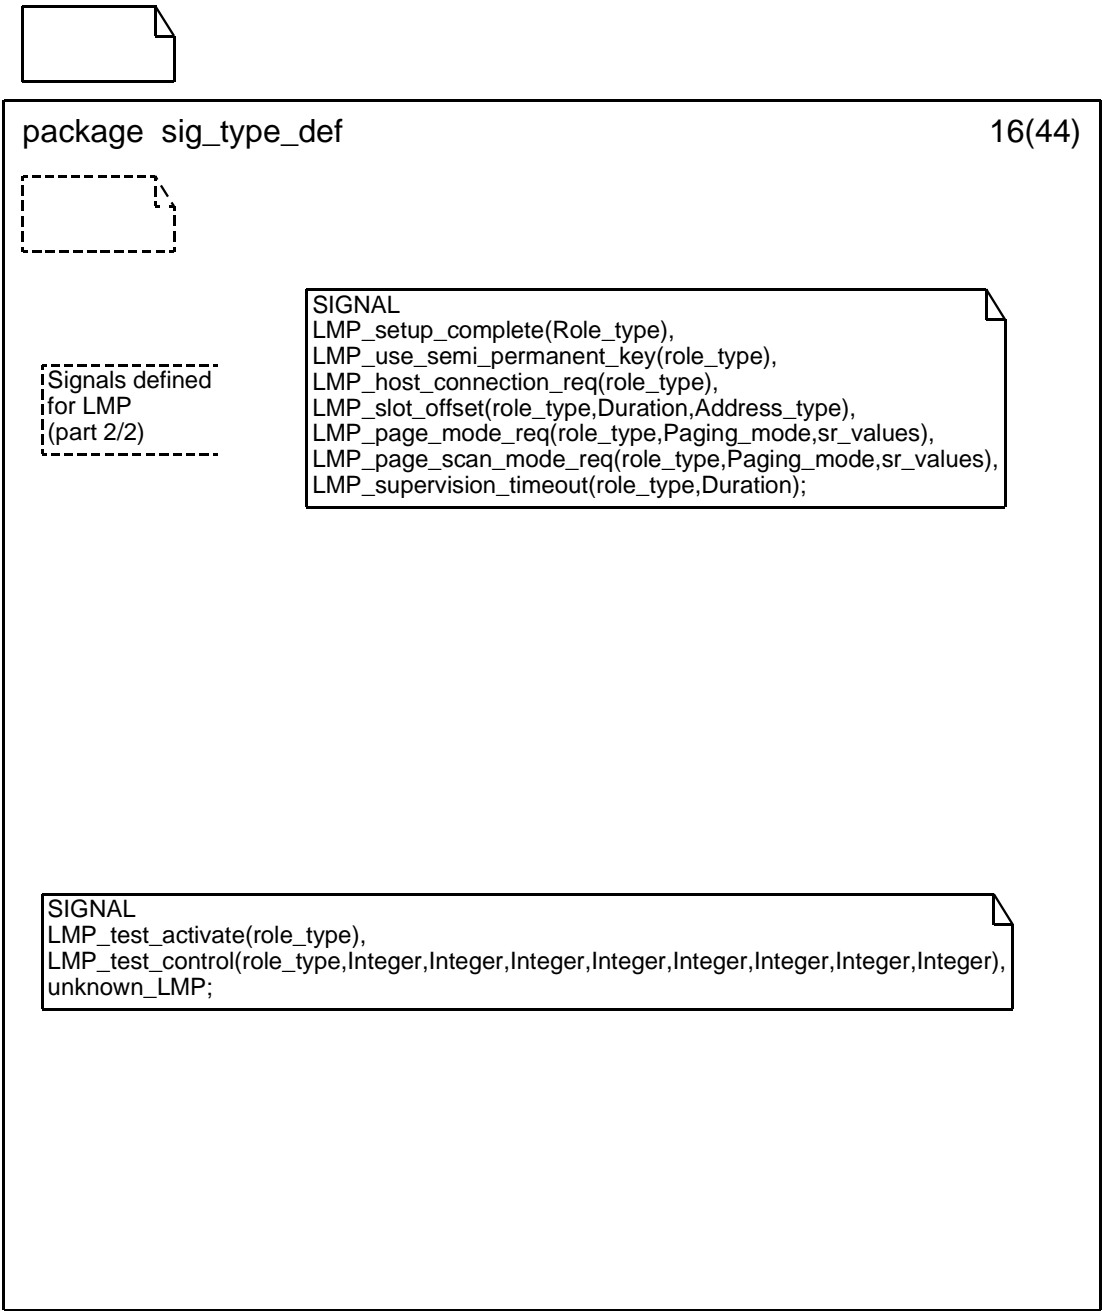 package sig_type_def 16(44)
SIGNAL
LMP_setup_complete(Role_type),
LMP_use_semi_permanent_key(role_type),
LMP_host_connection_req(role_type),
LMP_slot_offset(role_type,Duration,Address_type),
LMP_page_mode_req(role_type,Paging_mode,sr_values),
LMP_page_scan_mode_req(role_type,Paging_mode,sr_values),
LMP_supervision_timeout(role_type,Duration);
Signals defined
for LMP
(part 2/2)
SIGNAL
LMP_test_activate(role_type),
LMP_test_control(role_type,Integer,Integer,Integer,Integer,Integer,Integer,Integer,Integer),
unknown_LMP;